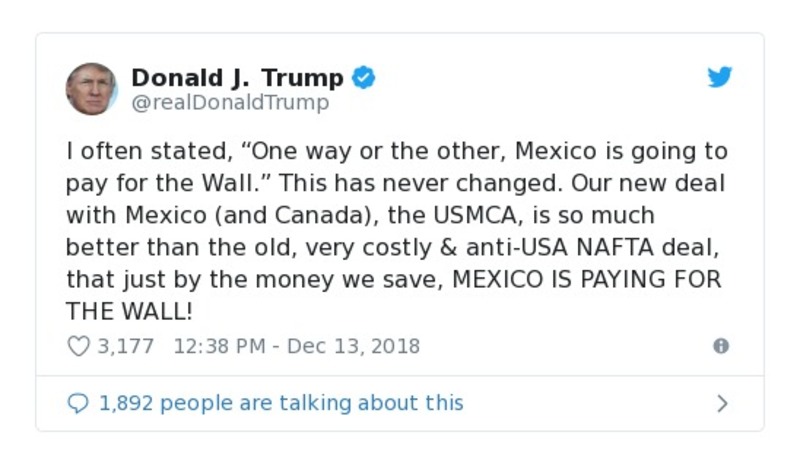 Donald J. Trump
@realDonaldTrump
I often stated, “One way or the other, Mexico is going to
pay for the Wall.” This has never changed. Our new deal
with Mexico (and Canada), the USMCA, is so much
better than the old, very costly & anti-USA NAFTA deal,
that just by the money we save, MEXICO IS PAYING FOR
THE WALL!
3,177 12:38 PM - Dec 13, 2018
1,892 people are talking about this